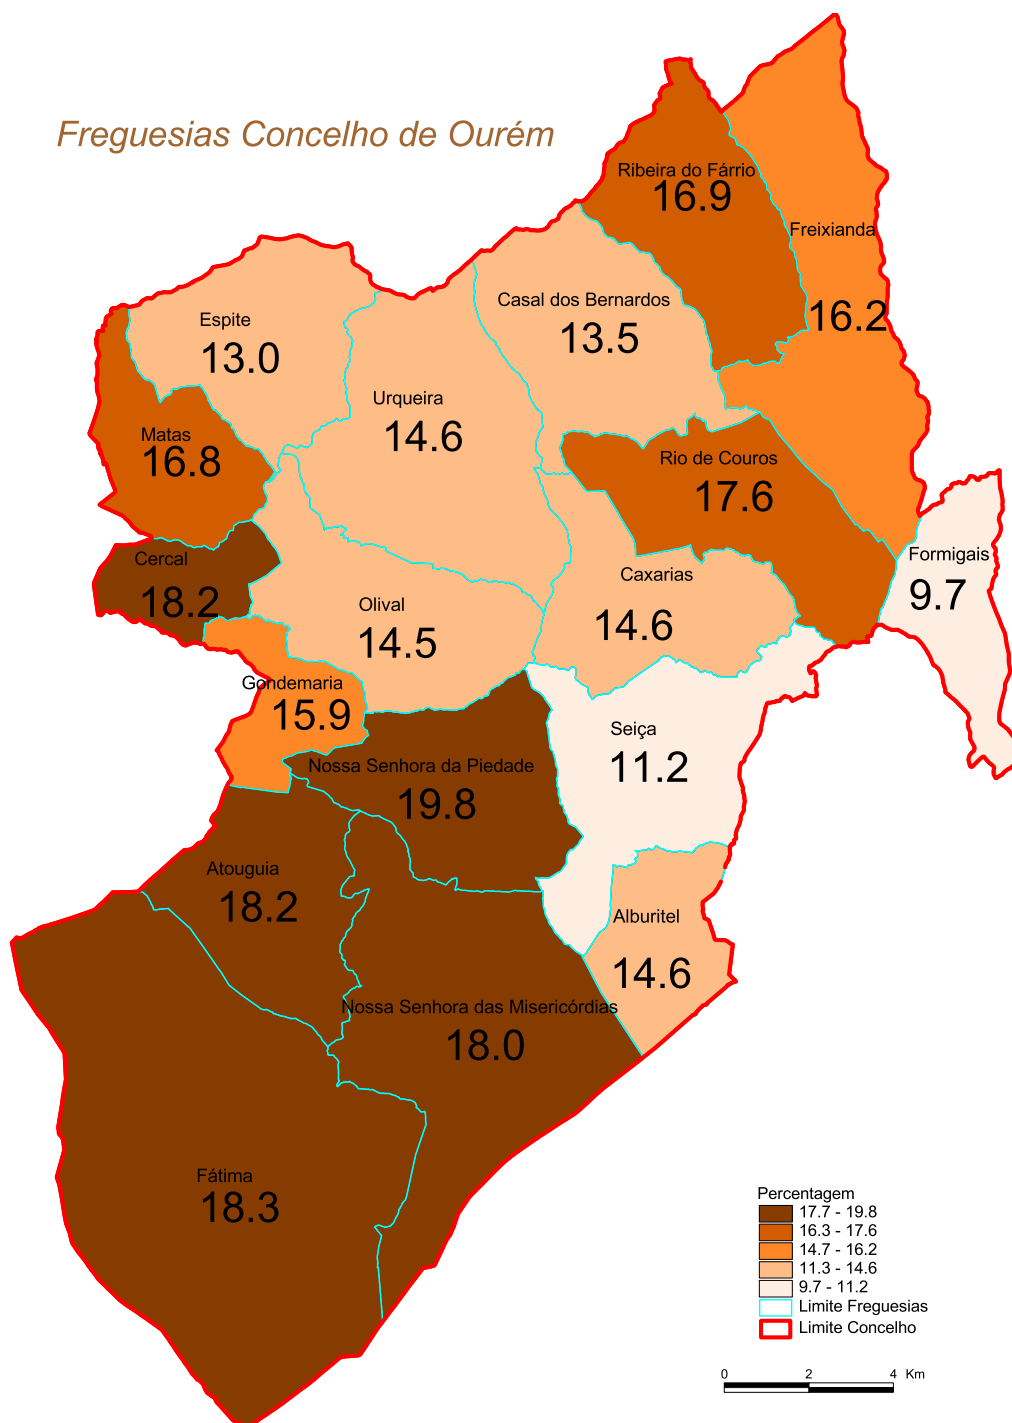 Freguesias Concelho de Ourém
Ribeira do Fárrio
16.9
Freixianda
16.2
Casal dos Bernardos
13.5
Espite
13.0
Urqueira
14.6
Matas
16.8
Rio de Couros
17.6
Cercal
18.2
Formigais
9.7
Caxarias
14.6
Olival
14.5
Gondemaria
15.9
Seiça
11.2
Nossa Senhora da Piedade
19.8
Atouguia
18.2
Alburitel
14.6
Nossa Senhora das Misericórdias
18.0
Fátima
18.3
Percentagem
17.7 - 19.8
16.3 - 17.6
14.7 - 16.2
11.3 - 14.6
9.7 - 11.2
Limite Freguesias
Limite Concelho
0 2 4 Km